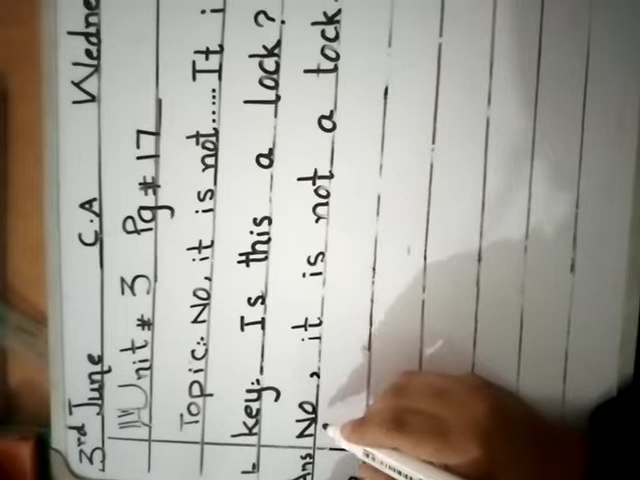 3rd June C.A Wedne
Unit # 3 Pg # 17
Topic:- No, it is not..... It i
key:- Is this a lock?
Ans No, it is not a lock.